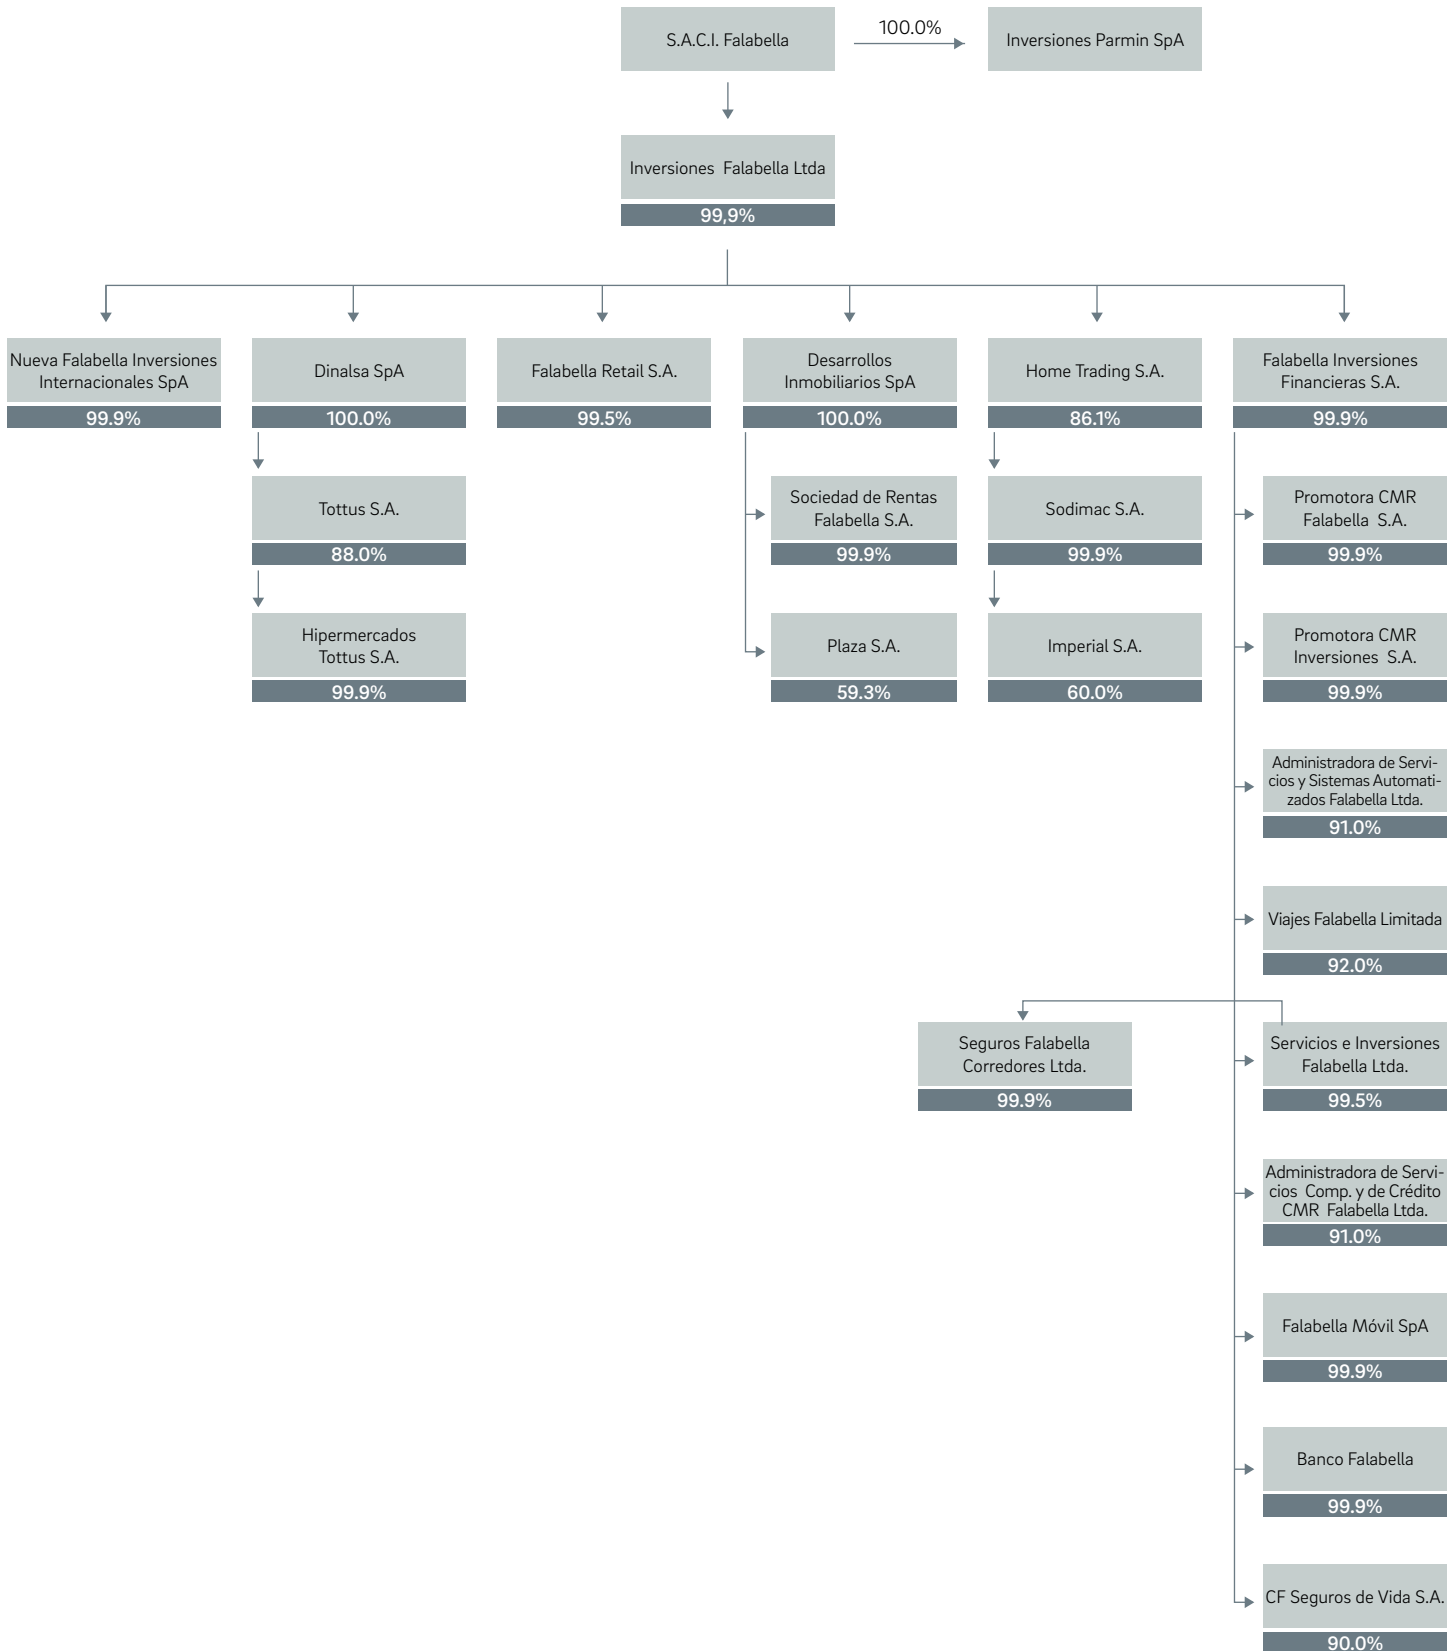 S.A.C.I. Falabella
100.0%
Inversiones Parmin SpA
Inversiones  Falabella Ltda
99,9%
Nueva Falabella Inversiones
Internacionales SpA
99.9%
Dinalsa SpA
100.0%
Falabella Retail S.A.
99.5%
Desarrollos
Inmobiliarios SpA
100.0%
Home Trading S.A.
86.1%
Falabella Inversiones
Financieras S.A.
99.9%
Tottus S.A.
88.0%
Sociedad de Rentas
Falabella S.A.
99.9%
Sodimac S.A.
99.9%
Promotora CMR
Falabella  S.A.
99.9%
Hipermercados
Tottus S.A.
99.9%
Plaza S.A.
59.3%
Imperial S.A.
60.0%
Promotora CMR
Inversiones  S.A.
99.9%
Administradora de Servi-
cios y Sistemas Automati-
zados Falabella Ltda.
91.0%
Viajes Falabella Limitada
92.0%
Seguros Falabella
Corredores Ltda.
99.9%
Servicios e Inversiones
Falabella Ltda.
99.5%
Administradora de Servi-
cios  Comp. y de Crédito
CMR  Falabella Ltda.
91.0%
Falabella Móvil SpA
99.9%
Banco Falabella
99.9%
CF Seguros de Vida S.A.
90.0%